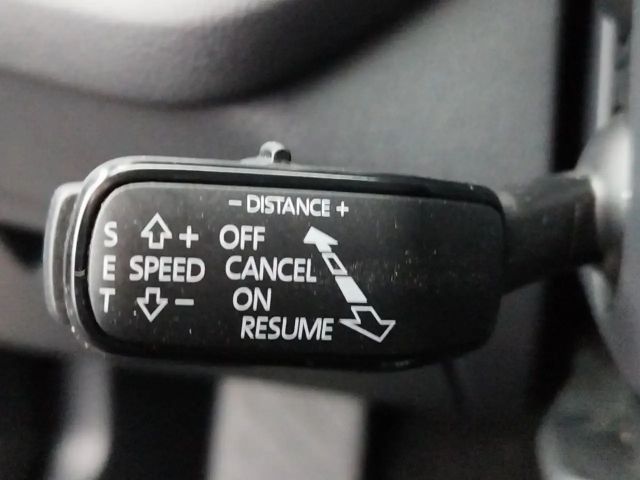 - DISTANCE +
S + OFF
E SPEED CANCEL
T - ON
RESUME